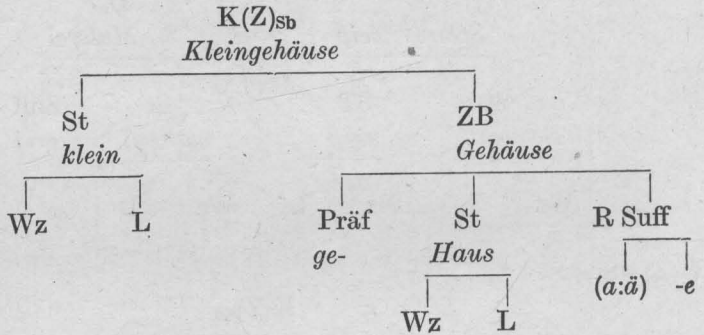 K(Z)Sb
Kleingehäuse
St ZB
klein Gehäuse
Wz L Präf St R Suff
ge- Haus (a:ä) -e
Wz L